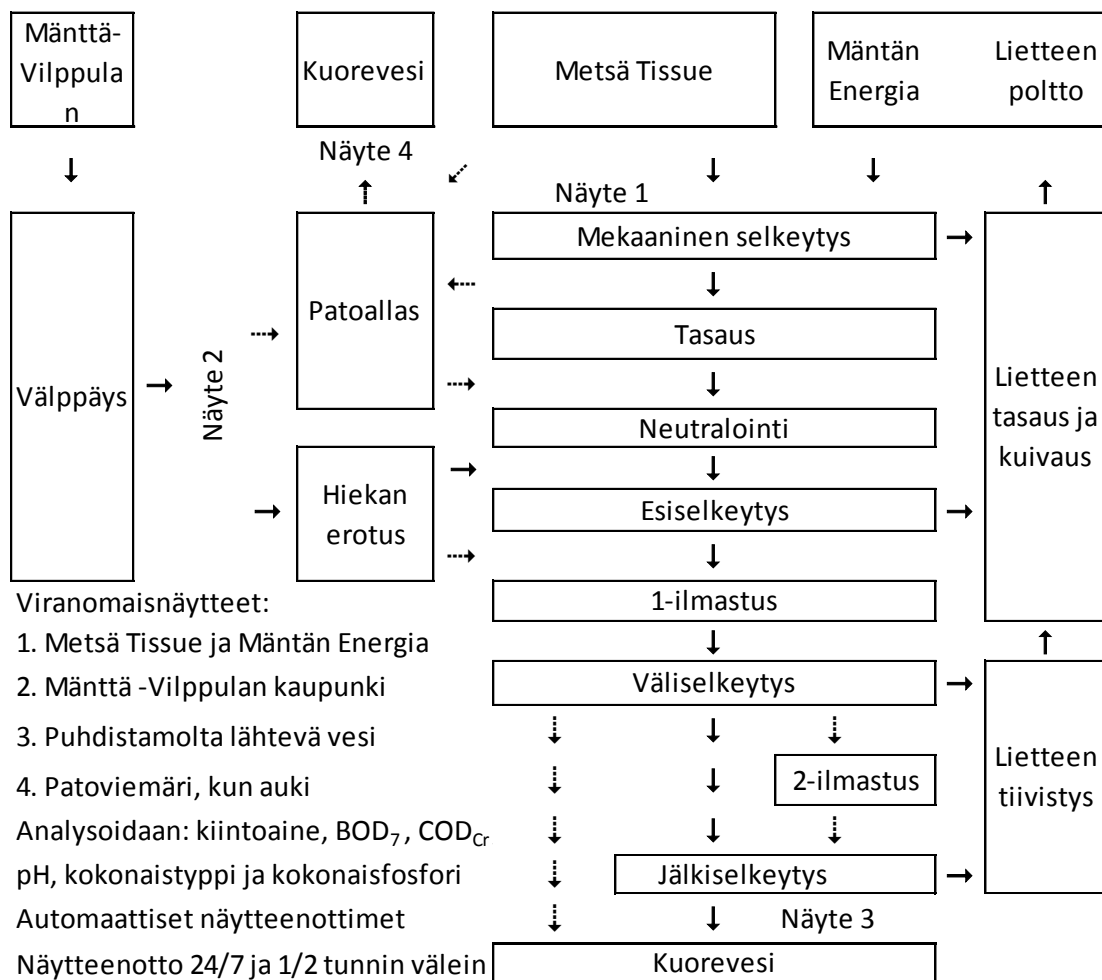 Mänttä-
Vilppula
n
Kuorevesi
Metsä Tissue
Mäntän
Energia
Lietteen
poltto
Näyte 4
Näyte 1
Mekaaninen selkeytys
Patoallas
Tasaus
Välppäys
Näyte 2
Neutralointi
Lietteen
tasaus ja
kuivaus
Hiekan
erotus
Esiselkeytys
1-ilmastus
Viranomaisnäytteet:
1. Metsä Tissue ja Mäntän Energia
2. Mänttä -Vilppulan kaupunki
3. Puhdistamolta lähtevä vesi
4. Patoviemäri, kun auki
Analysoidaan: kiintoaine, BOD₇ , COD_Cr
pH, kokonaistyppi ja kokonaisfosfori
Automaattiset näytteenottimet
Näytteenotto 24/7 ja 1/2 tunnin välein
Väliselkeytys
2-ilmastus
Lietteen
tiivistys
Jälkiselkeytys
Näyte 3
Kuorevesi